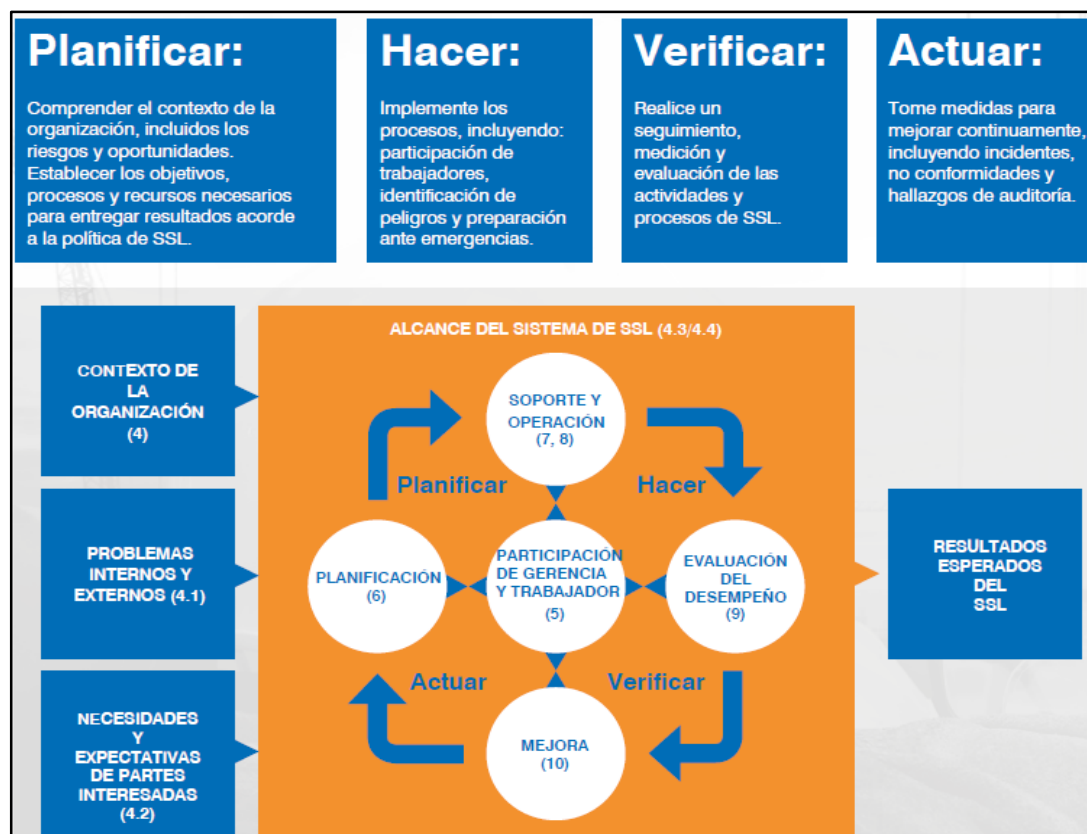 Planificar:
Comprender el contexto de la
organización, incluidos los
riesgos y oportunidades.
Establecer los objetivos,
procesos y recursos necesarios
para entregar resultados acorde
a la política de SSL.
Hacer:
Implemente los
procesos, incluyendo:
participación de
trabajadores,
identificación de
peligros y preparación
ante emergencias.
Verificar:
Realice un
seguimiento,
medición y
evaluación de las
actividades y
procesos de SSL.
Actuar:
Tome medidas para
mejorar continuamente,
incluyendo incidentes,
no conformidades y
hallazgos de auditoría.
CONTEXTO DE
LA
ORGANIZACIÓN
(4)
PROBLEMAS
INTERNOS Y
EXTERNOS (4.1)
NECESIDADES
Y
EXPECTATIVAS
DE PARTES
INTERESADAS
(4.2)
ALCANCE DEL SISTEMA DE SSL (4.3/4.4)
SOPORTE Y
OPERACIÓN
(7, 8)
Planificar
Hacer
PLANIFICACIÓN
(6)
PARTICIPACIÓN
DE GERENCIA
Y TRABAJADOR
(5)
EVALUACIÓN
DEL
DESEMPEÑO
(9)
Actuar
Verificar
MEJORA
(10)
RESULTADOS
ESPERADOS
DEL
SSL